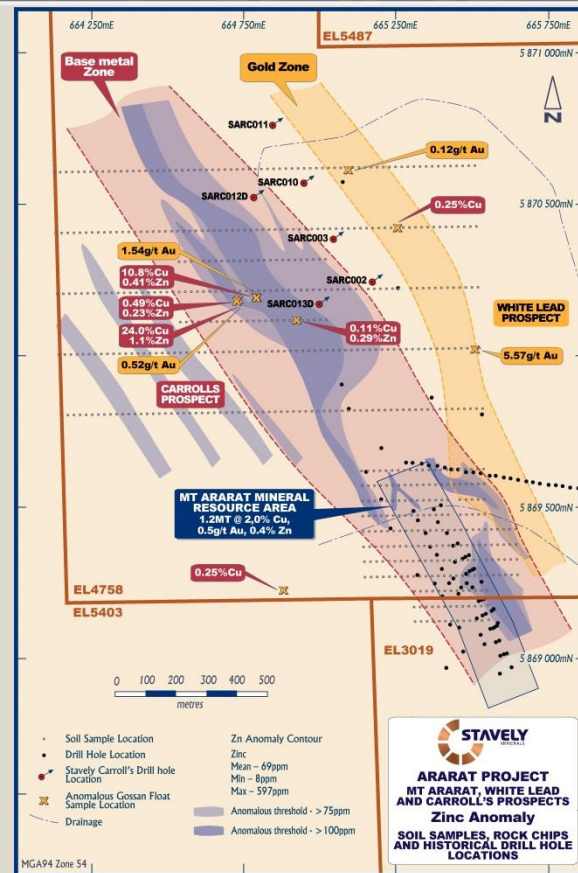 664 250mE
664 750mE
665 250mE
665 750mE
EL5487
5 871 000mN
Base metal
Zone
Gold Zone
N
SARC011
0.12g/t Au
SARC010
SARC012D
0.25%Cu
5 870 500mN
SARC003
1.54g/t Au
10.8%Cu
0.41%Zn
SARC002
0.49%Cu
0.23%Zn
SARC013D
WHITE LEAD
PROSPECT
24.0%Cu
1.1%Zn
0.11%Cu
0.29%Zn
0.52g/t Au
5.57g/t Au
CARROLLS
PROSPECT
MT ARARAT MINERAL
RESOURCE AREA
1.2MT @ 2,0% Cu,
0.5g/t Au, 0.4% Zn
5 869 500mN
0.25%Cu
EL4758
EL5403
EL3019
5 869 000mN
0 100 200 300 400 500
metres
Soil Sample Location
Drill Hole Location
Stavely Carroll's Drill hole
Location
Anomalous Gossan Float
Sample Location
Drainage
Zn Anomaly Contour
Zinc
Mean – 69ppm
Min – 8ppm
Max – 597ppm
Anomalous threshold - >75ppm
Anomalous threshold - >100ppm
STAVELY
MINERALS
ARARAT PROJECT
MT ARARAT, WHITE LEAD
AND CARROLL'S PROSPECTS
Zinc Anomaly
SOIL SAMPLES, ROCK CHIPS
AND HISTORICAL DRILL HOLE
LOCATIONS
MGA94 Zone 54